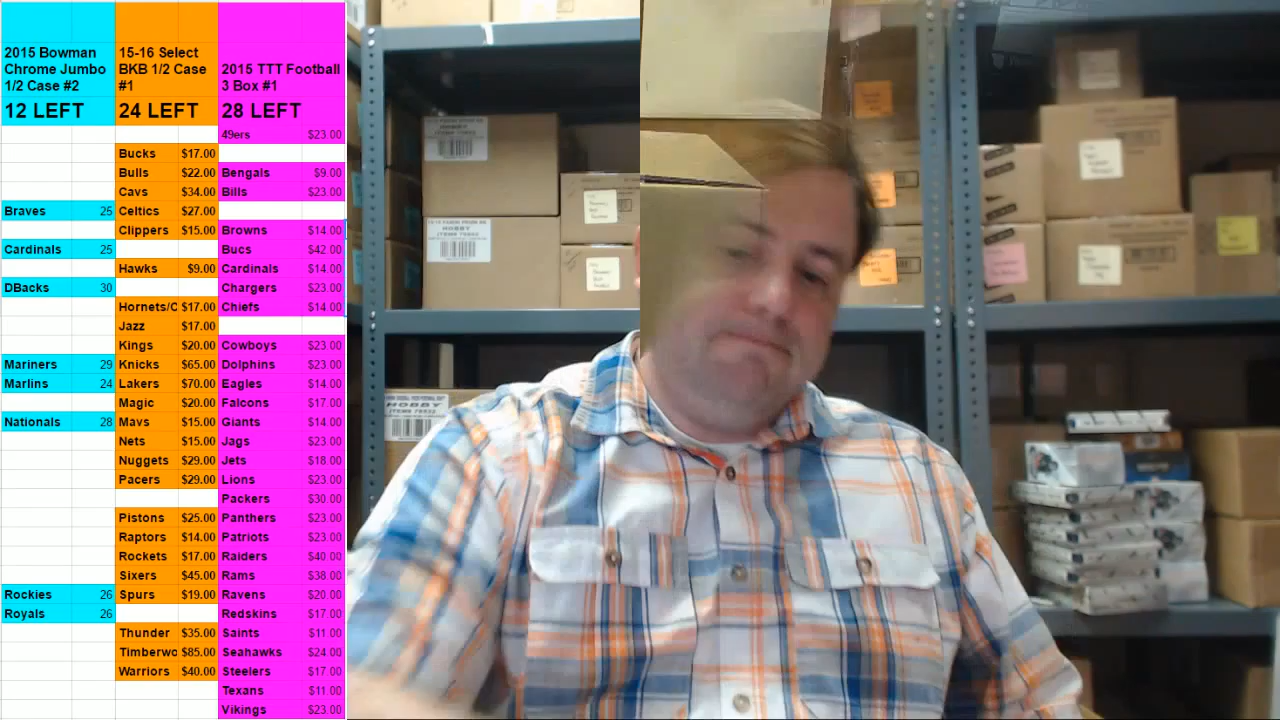 2015 Bowman
Chrome Jumbo
1/2 Case #2
12 LEFT
Braves 25
Cardinals 25
DBacks 30
Mariners 29
Marlins 24
Nationals 28
Rockies 26
Royals 26
15-16 Select
BKB 1/2 Case
#1
24 LEFT
Bucks $17.00
Bulls $22.00
Cavs $34.00
Celtics $27.00
Clippers $15.00
Hawks $9.00
Hornets/C $17.00
Jazz $17.00
Kings $20.00
Knicks $65.00
Lakers $70.00
Magic $20.00
Mavs $15.00
Nets $15.00
Nuggets $29.00
Pacers $29.00
Pistons $25.00
Raptors $14.00
Rockets $17.00
Sixers $45.00
Spurs $19.00
Thunder $35.00
Timberwo $85.00
Warriors $40.00
2015 TTT Football
3 Box #1
28 LEFT
49ers $23.00
Bengals $9.00
Bills $23.00
Browns $14.00
Bucs $42.00
Cardinals $14.00
Chargers $23.00
Chiefs $14.00
Cowboys $23.00
Dolphins $23.00
Eagles $14.00
Falcons $17.00
Giants $14.00
Jags $23.00
Jets $18.00
Lions $23.00
Packers $30.00
Panthers $23.00
Patriots $23.00
Raiders $40.00
Rams $38.00
Ravens $20.00
Redskins $17.00
Saints $11.00
Seahawks $24.00
Steelers $17.00
Texans $11.00
Vikings $23.00
HOBBY
HOBBY
HOBBY